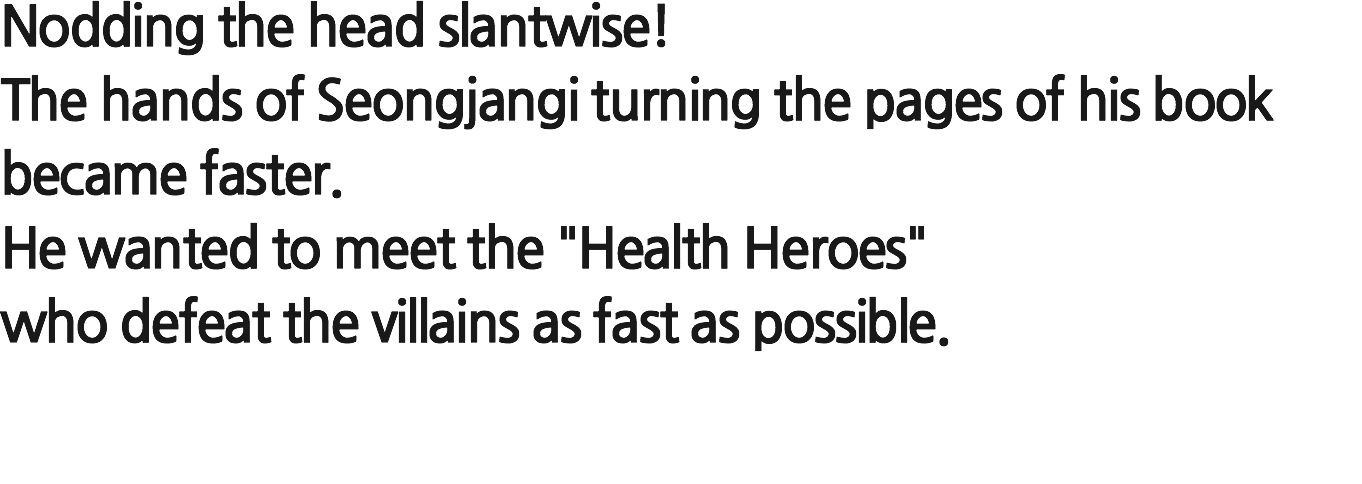 Nodding the head slantwise!
The hands of Seongjangi turning the pages of his book
became faster.
He wanted to meet the "Health Heroes"
who defeat the villains as fast as possible.